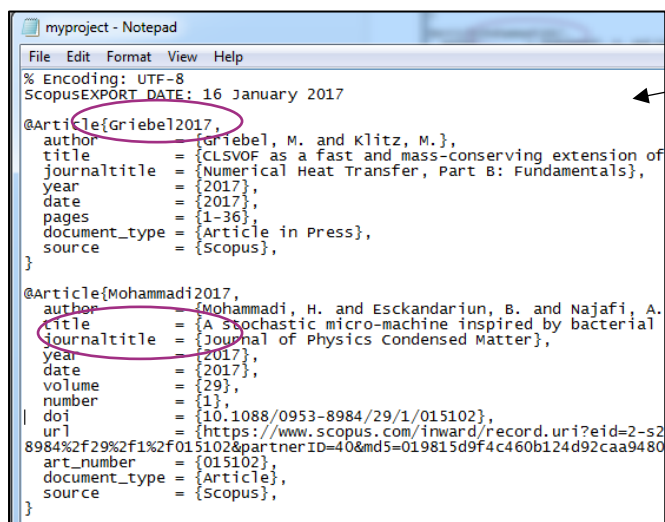 myproject - Notepad
File Edit Format View Help
% Encoding: UTF-8
ScopusEXPORT DATE: 16 January 2017
@Article{Griebel2017,
author = {Griebel, M. and Klitz, M.},
title = {CLSVOF as a fast and mass-conserving extension of
journaltitle = {Numerical Heat Transfer, Part B: Fundamentals},
year = {2017},
date = {2017},
pages = {1-36},
document_type = {Article in Press},
source = {Scopus},
}
@Article{Mohammadi2017,
author = {Mohammadi, H. and Esckandariun, B. and Najafi, A.
title = {A stochastic micro-machine inspired by bacterial
journaltitle = {Journal of Physics Condensed Matter},
year = {2017},
date = {2017},
volume = {29},
number = {1},
doi = {10.1088/0953-8984/29/1/015102},
url = {https://www.scopus.com/inward/record.uri?eid=2-s2
8984%2f29%2f1%2f015102&partnerID=40&md5=019815d9f4c460b124d92caa9480
art_number = {015102},
document_type = {Article},
source = {Scopus},
}